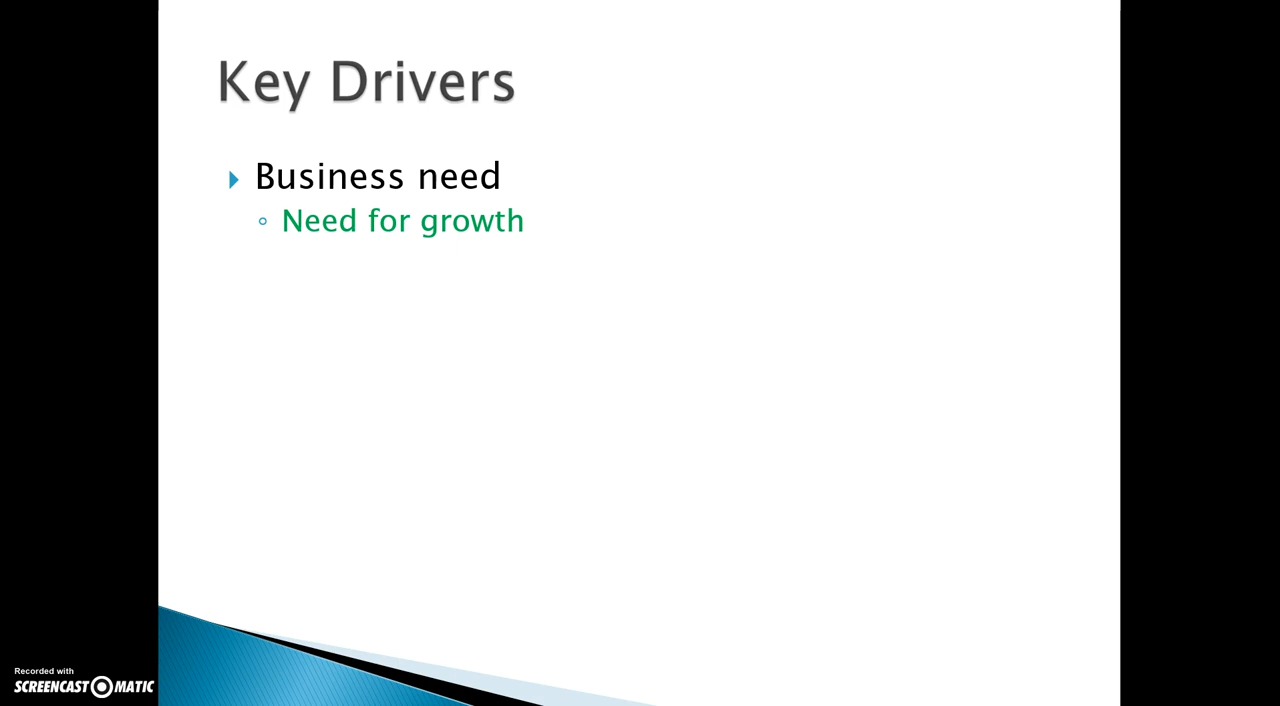 Key Drivers
Business need
Need for growth
Recorded with
SCREENCAST MATIC